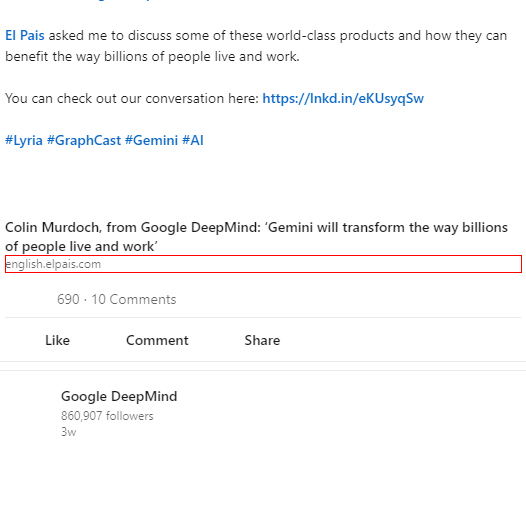 El Pais asked me to discuss some of these world-class products and how they can
benefit the way billions of people live and work.
You can check out our conversation here: https://lnkd.in/eKUsyqSw
#Lyria #GraphCast #Gemini #AI
Colin Murdoch, from Google DeepMind: ‘Gemini will transform the way billions
of people live and work’
english.elpais.com
690 · 10 Comments
Like Comment Share
Google DeepMind
860,907 followers
3w